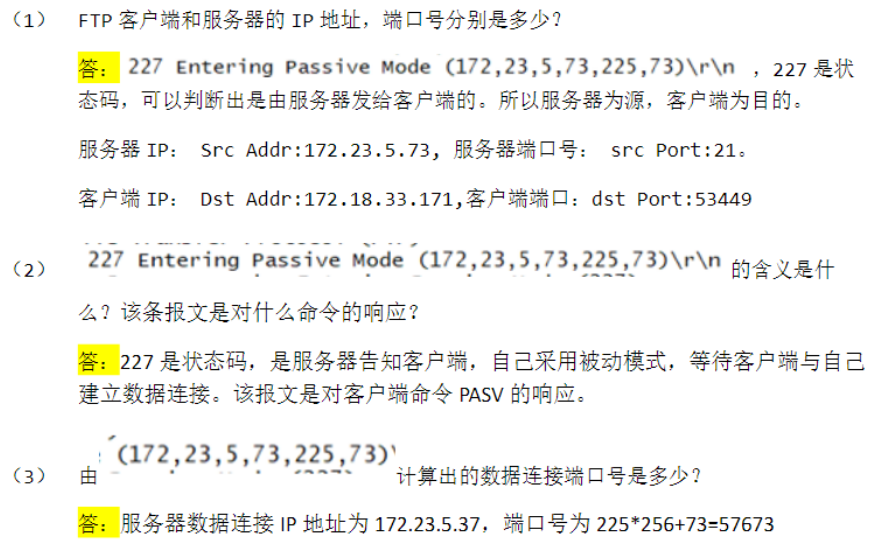 （1） FTP 客户端和服务器的 IP 地址，端口号分别是多少？
答： 227 Entering Passive Mode (172,23,5,73,225,73)\r\n ，227 是状
态码，可以判断出是由服务器发给客户端的。所以服务器为源，客户端为目的。
服务器 IP： Src Addr:172.23.5.73, 服务器端口号： src Port:21。
客户端 IP： Dst Addr:172.18.33.171,客户端端口：dst Port:53449
（2） 227 Entering Passive Mode (172,23,5,73,225,73)\r\n 的含义是什
么？该条报文是对什么命令的响应？
答：227 是状态码，是服务器告知客户端，自己采用被动模式，等待客户端与自己
建立数据连接。该报文是对客户端命令 PASV 的响应。
（3） 由 (172,23,5,73,225,73) 计算出的数据连接端口号是多少？
答：服务器数据连接 IP 地址为 172.23.5.37，端口号为 225*256+73=57673